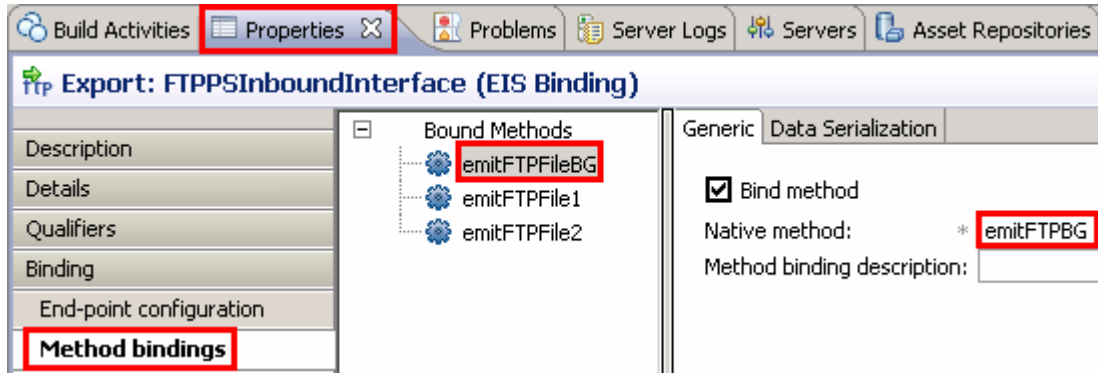 Build Activities Properties Problems Server Logs Servers Asset Repositories
ftp Export: FTPPSInboundInterface (EIS Binding)
Description
Details
Qualifiers
Binding
End-point configuration
Method bindings
Bound Methods
emitFTPFileBG
emitFTPFile1
emitFTPFile2
Generic Data Serialization
Bind method
Native method: * emitFTPBG
Method binding description: